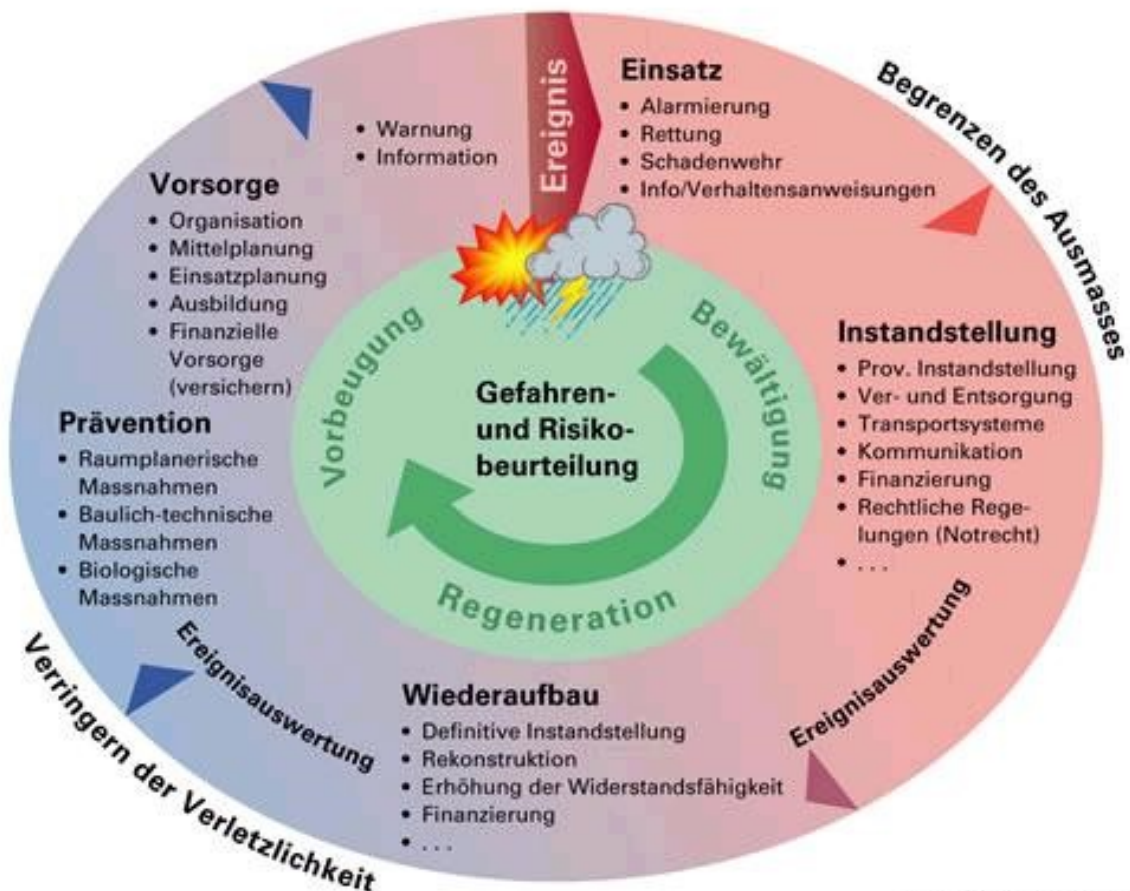 Ereignis
Einsatz
• Alarmierung
• Rettung
• Schadenwehr
• Info/Verhaltensanweisungen
Begrenzen des Ausmasses
Instandstellung
• Prov. Instandstellung
• Ver- und Entsorgung
• Transportsysteme
• Kommunikation
• Finanzierung
• Rechtliche Rege-
lungen (Notrecht)
• . . .
Ereignisauswertung
Wiederaufbau
• Definitive Instandstellung
• Rekonstruktion
• Erhöhung der Widerstandsfähigkeit
• Finanzierung
• . . .
Ereignisauswertung
Verringern der Verletzlichkeit
Prävention
• Raumplanerische
Massnahmen
• Baulich-technische
Massnahmen
• Biologische
Massnahmen
Vorsorge
• Organisation
• Mittelplanung
• Einsatzplanung
• Ausbildung
• Finanzielle
Vorsorge
(versichern)
• Warnung
• Information
Vorbeugung
Bewältigung
Regeneration
Gefahren-
und Risiko-
beurteilung